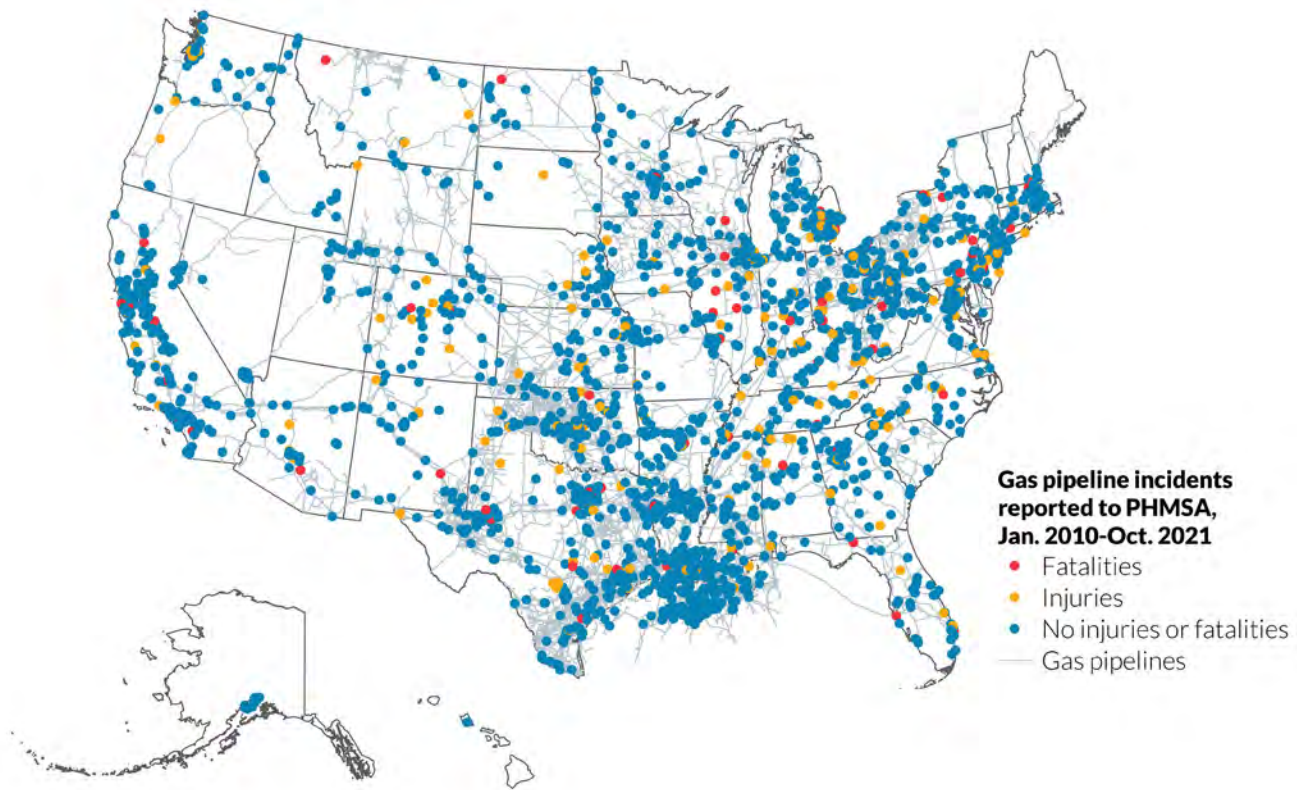 Gas pipeline incidents
reported to PHMSA,
Jan. 2010-Oct. 2021
Fatalities
Injuries
No injuries or fatalities
Gas pipelines